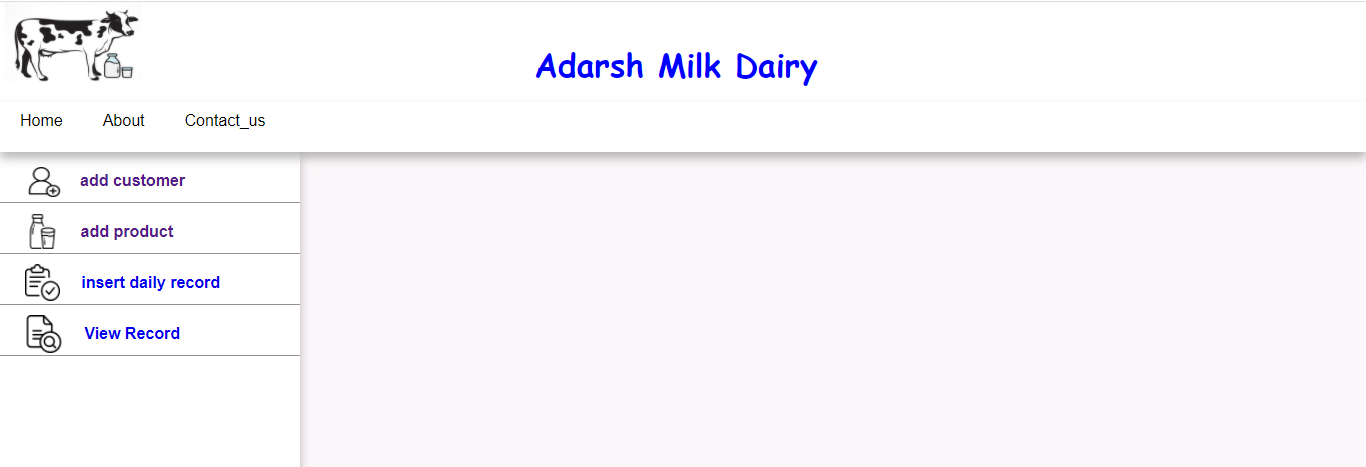 Adarsh Milk Dairy
Home About Contact_us
add customer
add product
insert daily record
View Record